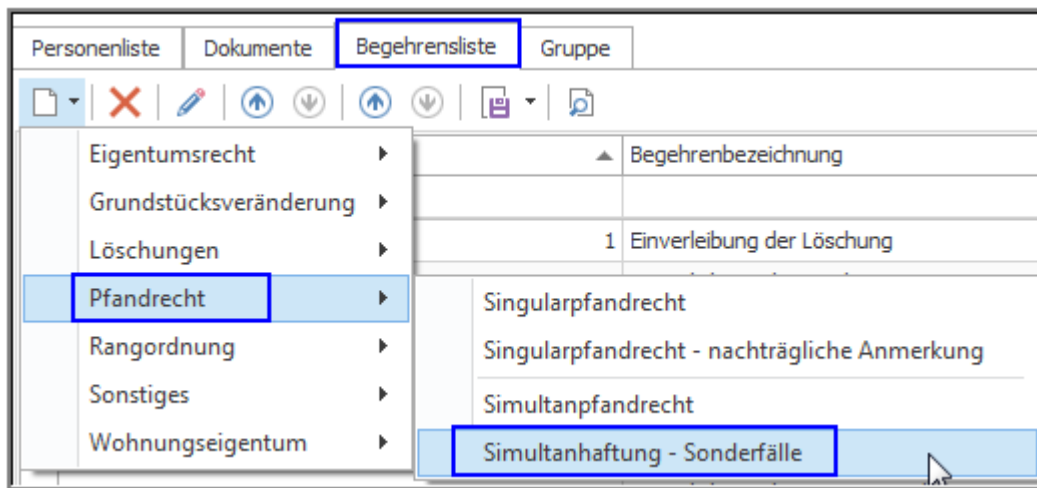 Personenliste Dokumente Begehrensliste Gruppe
Eigentumsrecht Begehrenbezeichnung
Grundstücksveränderung
Löschungen 1 Einverleibung der Löschung
Pfandrecht Singularpfandrecht
Rangordnung Singularpfandrecht - nachträgliche Anmerkung
Sonstiges Simultanpfandrecht
Wohnungseigentum Simultanhaftung - Sonderfälle